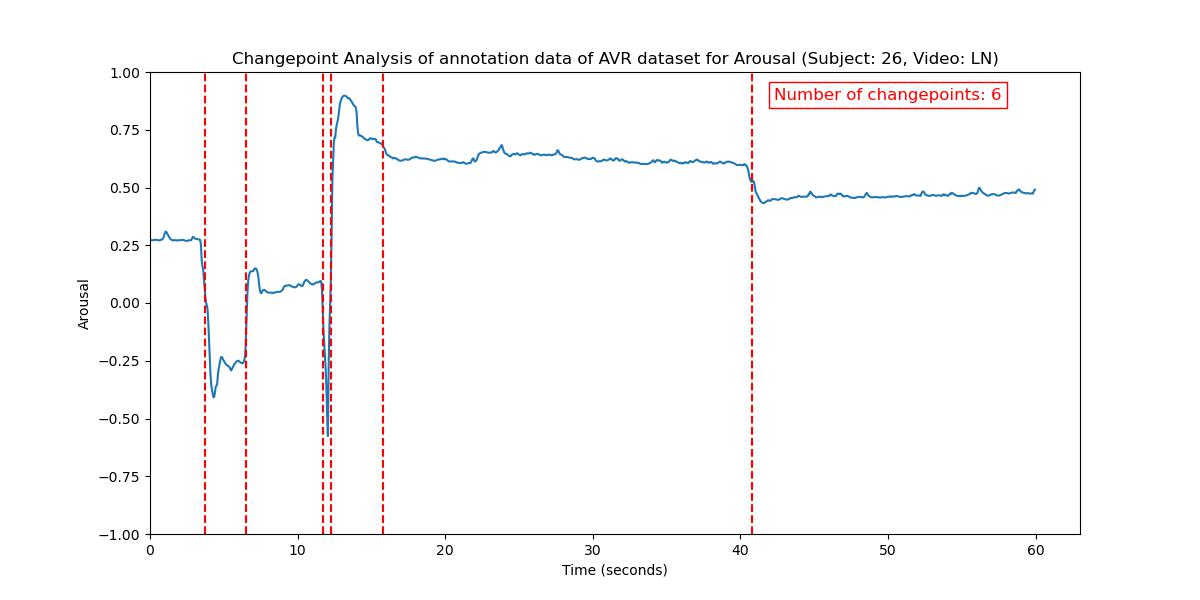 Changepoint Analysis of annotation data of AVR dataset for Arousal (Subject: 26, Video: LN)
Number of changepoints: 6
1.00
0.75
0.50
0.25
0.00
−0.25
−0.50
−0.75
−1.00
Arousal
0 10 20 30 40 50 60
Time (seconds)